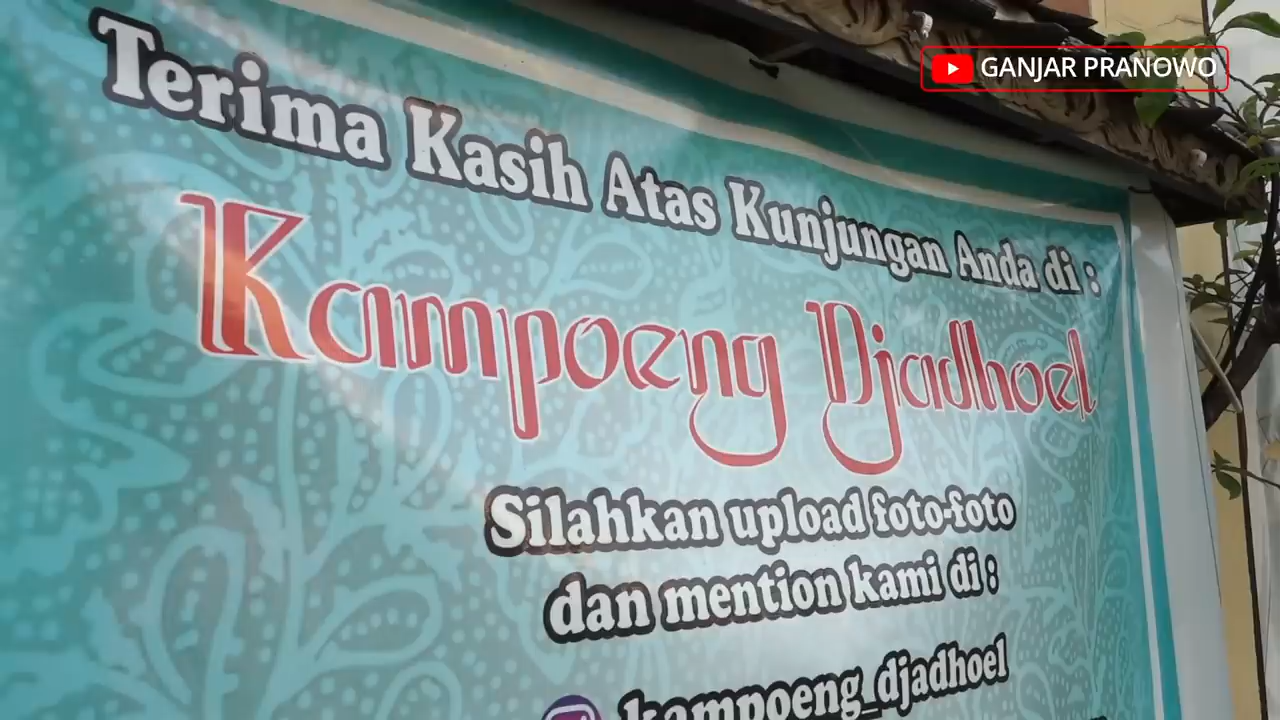 GANJAR PRANOWO
Terima Kasih Atas Kunjungan Anda di :
Kampoeng Djadhoel
Silahkan upload foto-foto
dan mention kami di :
kampoeng_djadhoel